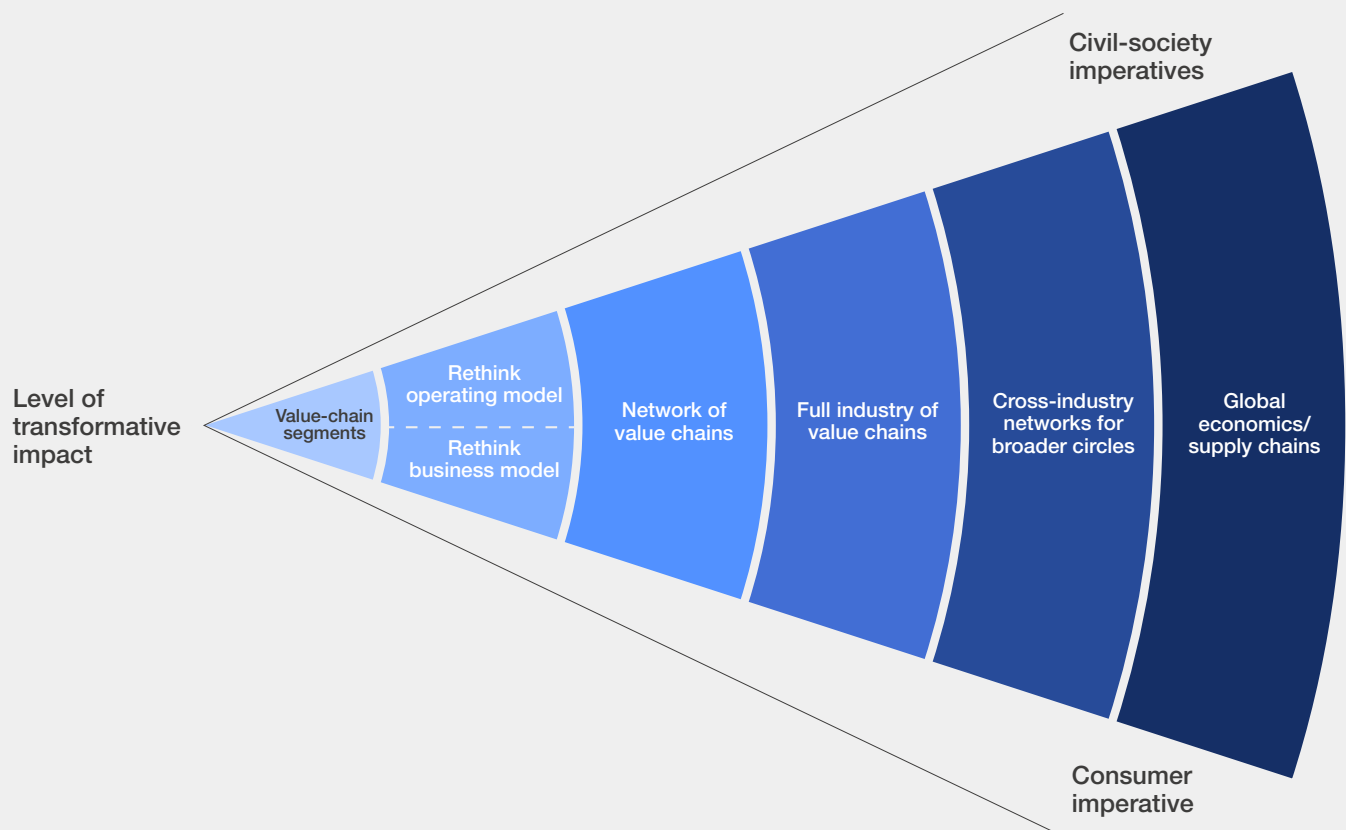 Civil-society
imperatives
Level of
transformative
impact
Value-chain
segments
Rethink
operating model
Rethink
business model
Network of
value chains
Full industry of
value chains
Cross-industry
networks for
broader circles
Global
economics/
supply chains
Consumer
imperative